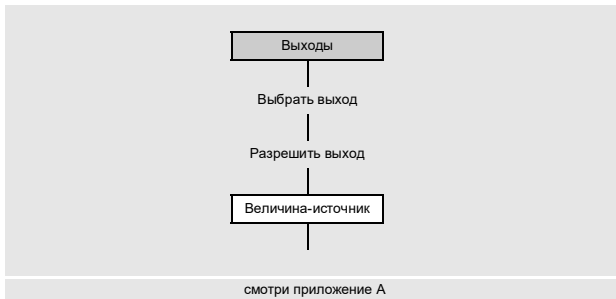 Выходы
Выбрать выход
Разрешить выход
Величина-источник
смотри приложение А